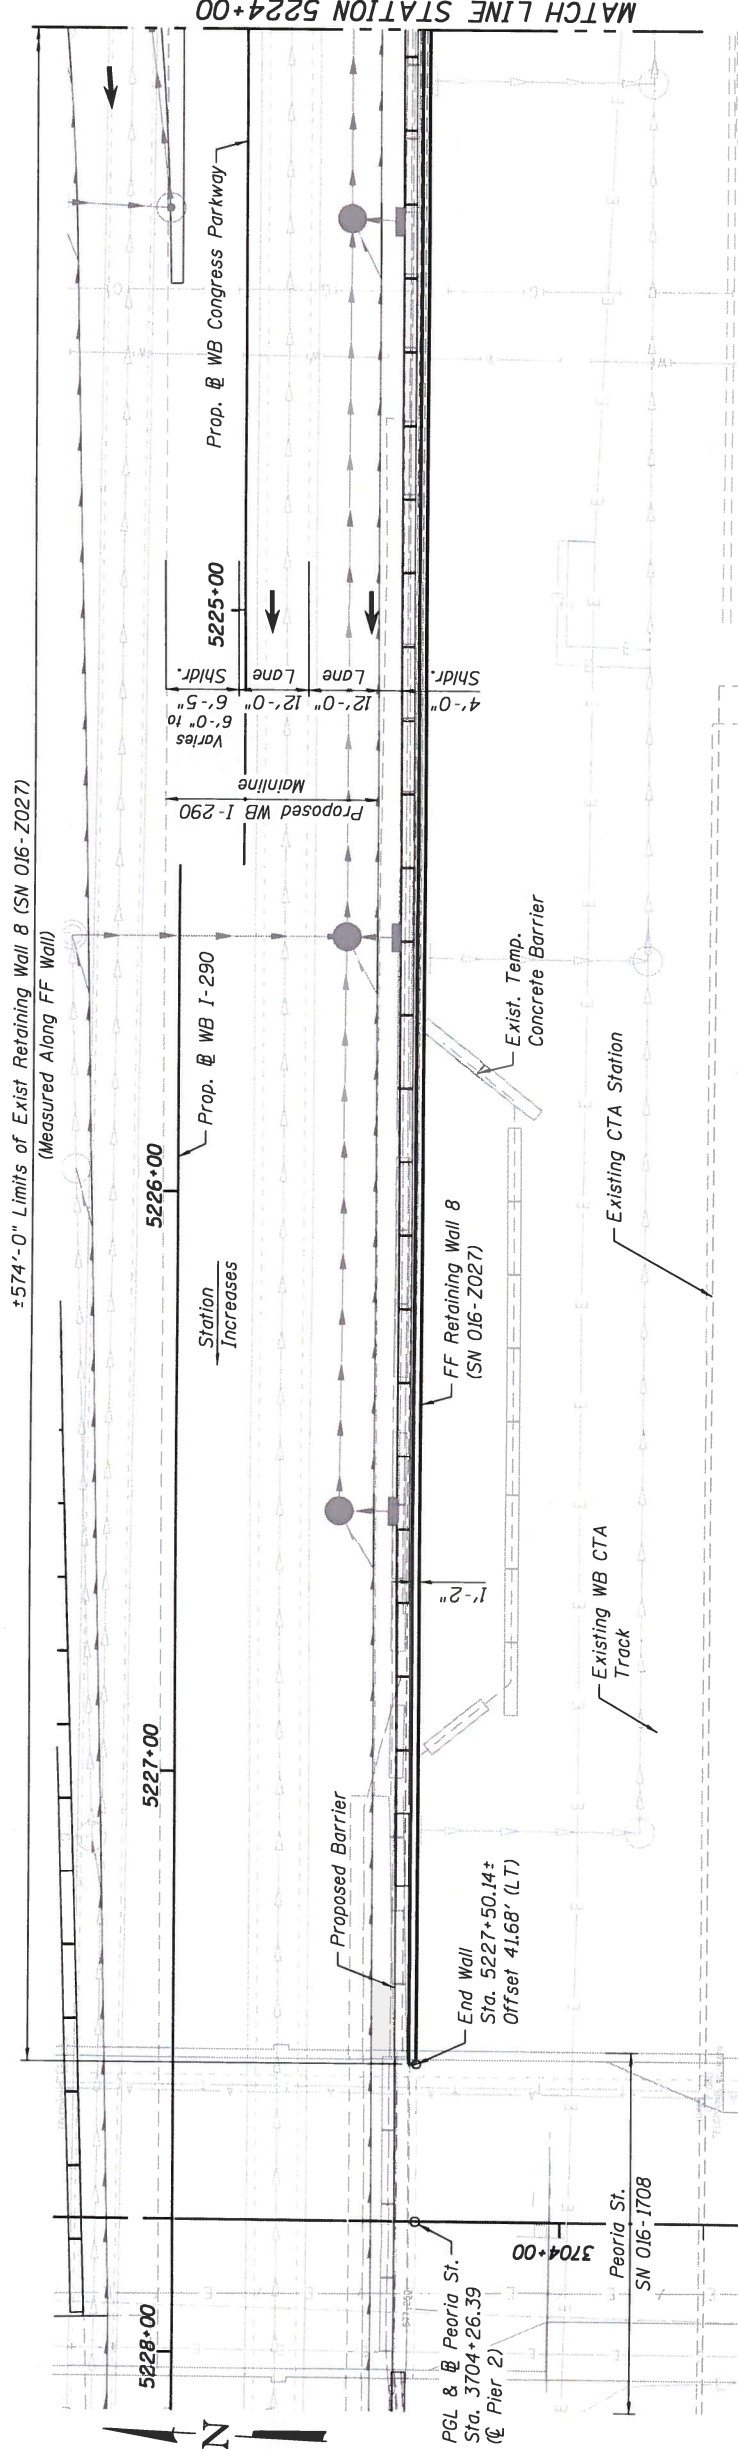 ±574'-0" Limits of Exist Retaining Wall 8 (SN 016-Z027)
(Measured Along FF Wall)
MATCH LINE STATION 5224+00
Prop. ℄ WB Congress Parkway
5225+00
Varies
6'-0" to
6'-5"
Shldr.
12'-0"
Lane
12'-0"
Lane
4'-0"
Shldr.
Proposed WB I-290
Mainline
Prop. ℄ WB I-290
5226+00
Station
Increases
Exist. Temp.
Concrete Barrier
Existing CTA Station
FF Retaining Wall 8
(SN 016-Z027)
1'-2"
Existing WB CTA
Track
5227+00
Proposed Barrier
End Wall
Sta. 5227+50.14±
Offset 41.68' (LT)
5228+00
PGL & ℄ Peoria St.
Sta. 3704+26.39
(℄ Pier 2)
3704+00
Peoria St.
SN 016-1708
N